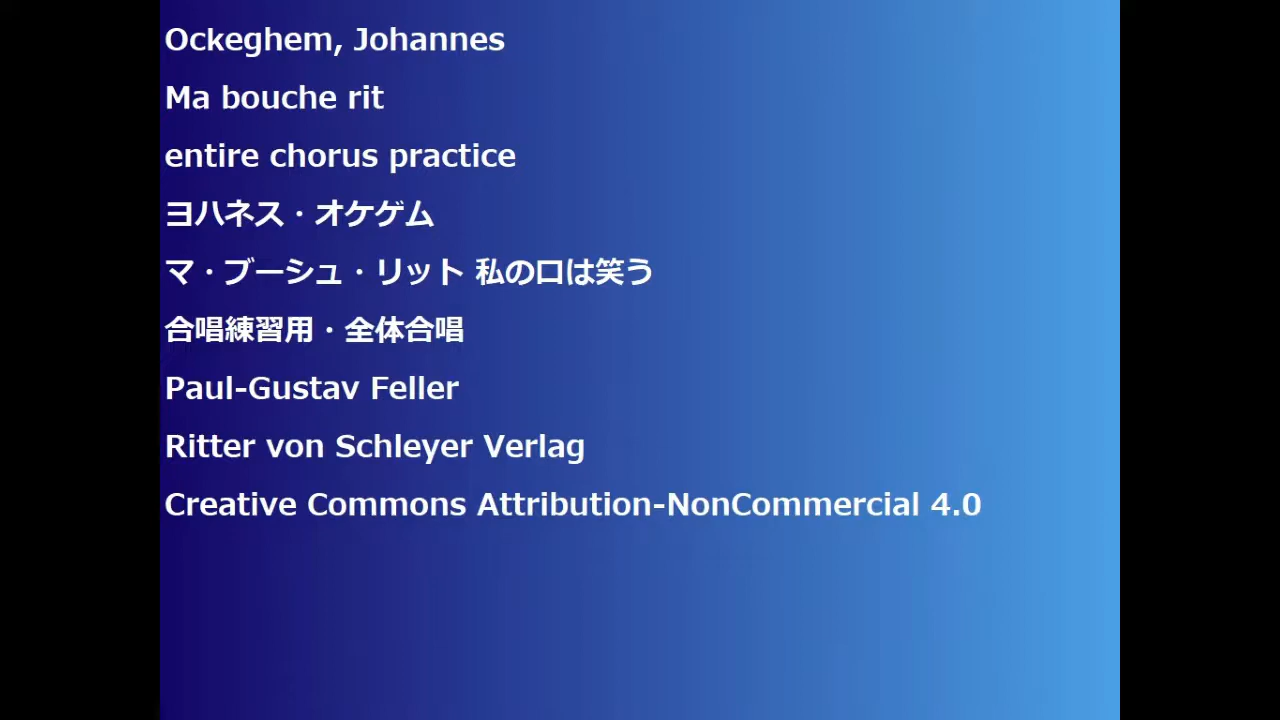 Ockeghem, Johannes
Ma bouche rit
entire chorus practice
ヨハネス・オケゲム
マ・ブーシュ・リット 私の口は笑う
合唱練習用・全体合唱
Paul-Gustav Feller
Ritter von Schleyer Verlag
Creative Commons Attribution-NonCommercial 4.0